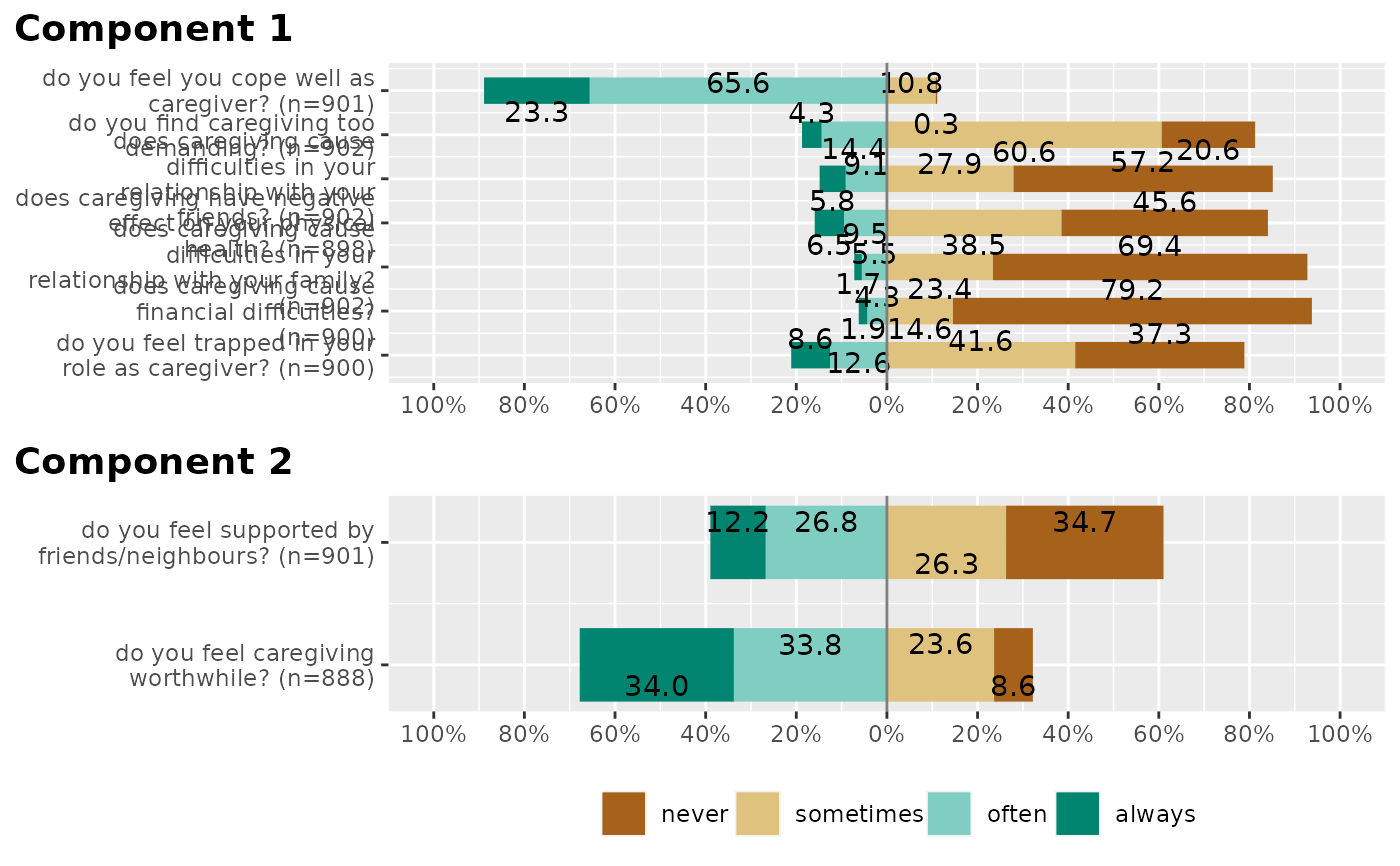 Component 1
do you feel you cope well as
caregiver? (n=901)
do you find caregiving too
demanding? (n=902)
does caregiving cause
difficulties in your
relationship with your
friends? (n=902)
does caregiving have negative
effect on your physical
health? (n=898)
does caregiving cause
difficulties in your
relationship with your family?
(n=902)
does caregiving cause
financial difficulties?
(n=900)
do you feel trapped in your
role as caregiver? (n=900)
23.3 65.6 10.8 0.3
4.3 14.4 60.6 20.6
5.8 9.1 27.9 57.2
6.5 9.5 38.5 45.6
1.7 5.5 23.4 69.4
1.9 4.3 14.6 79.2
8.6 12.6 41.6 37.3
100% 80% 60% 40% 20% 0% 20% 40% 60% 80% 100%
Component 2
do you feel supported by
friends/neighbours? (n=901)
12.2 26.8 26.3 34.7
do you feel caregiving
worthwhile? (n=888)
34.0 33.8 23.6 8.6
100% 80% 60% 40% 20% 0% 20% 40% 60% 80% 100%
never sometimes often always